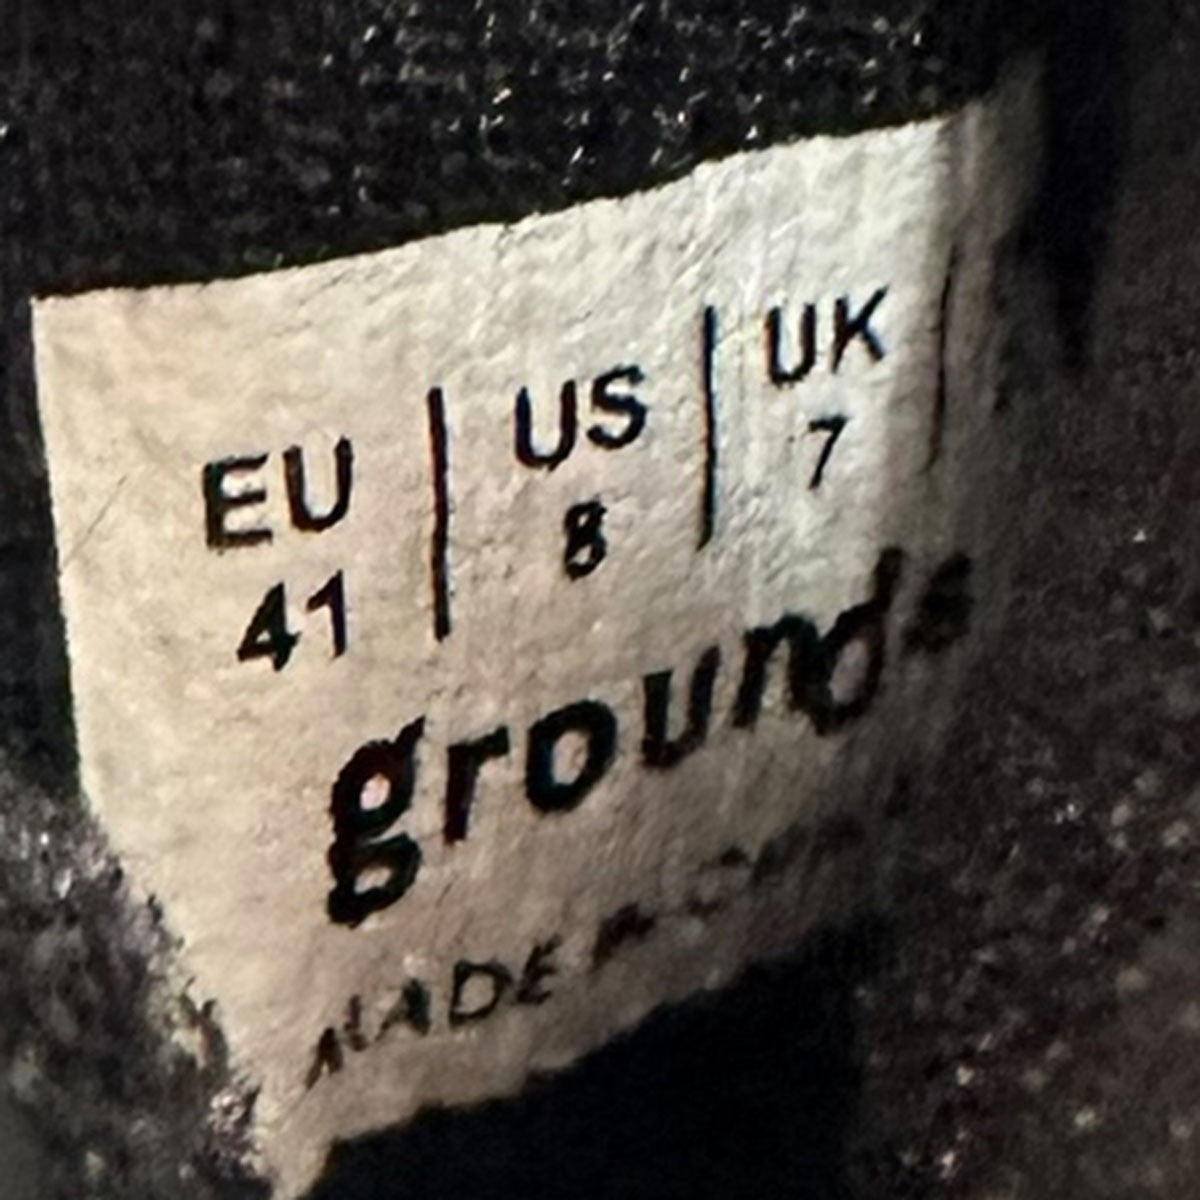 EU | US | UK |
41 8 7
grounds
MADE